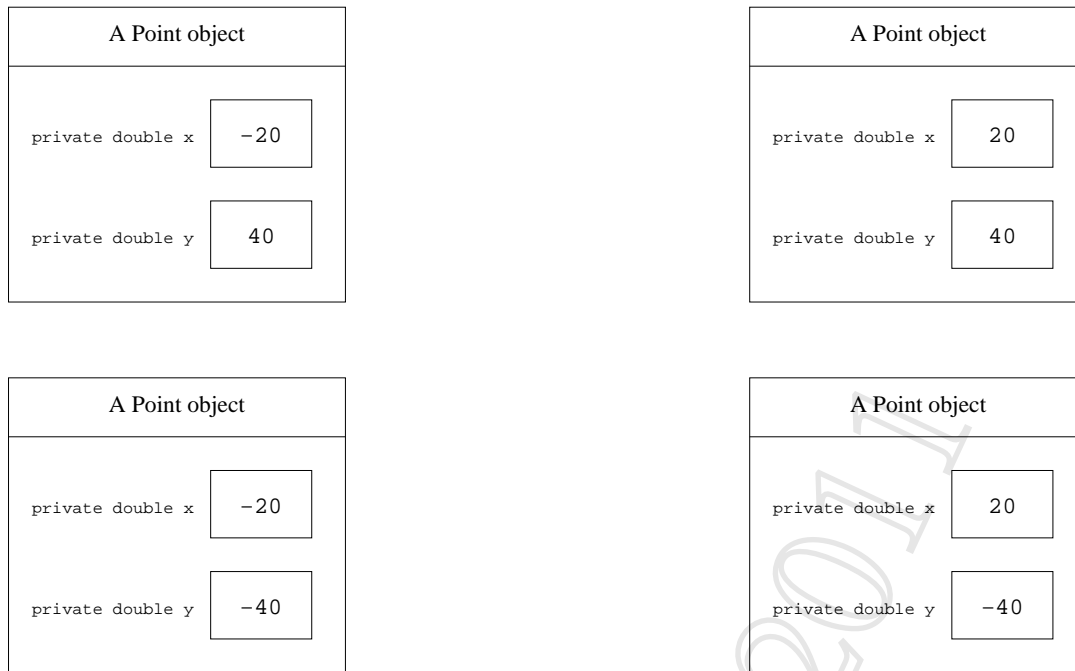 A Point object
private double x −20
private double y 40
A Point object
private double x 20
private double y 40
A Point object
private double x −20
private double y −40
A Point object
private double x 20
private double y −40
2011